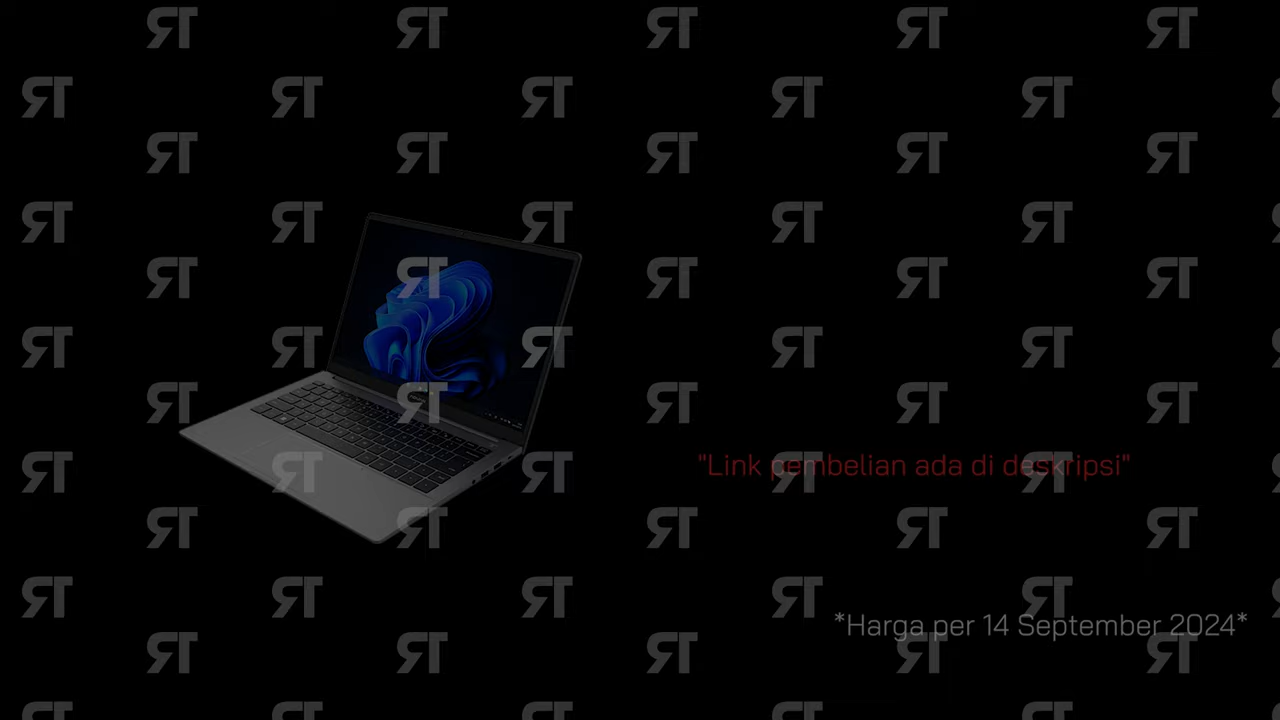 "Link pembelian ada di deskripsi"
*Harga per 14 September 2024*